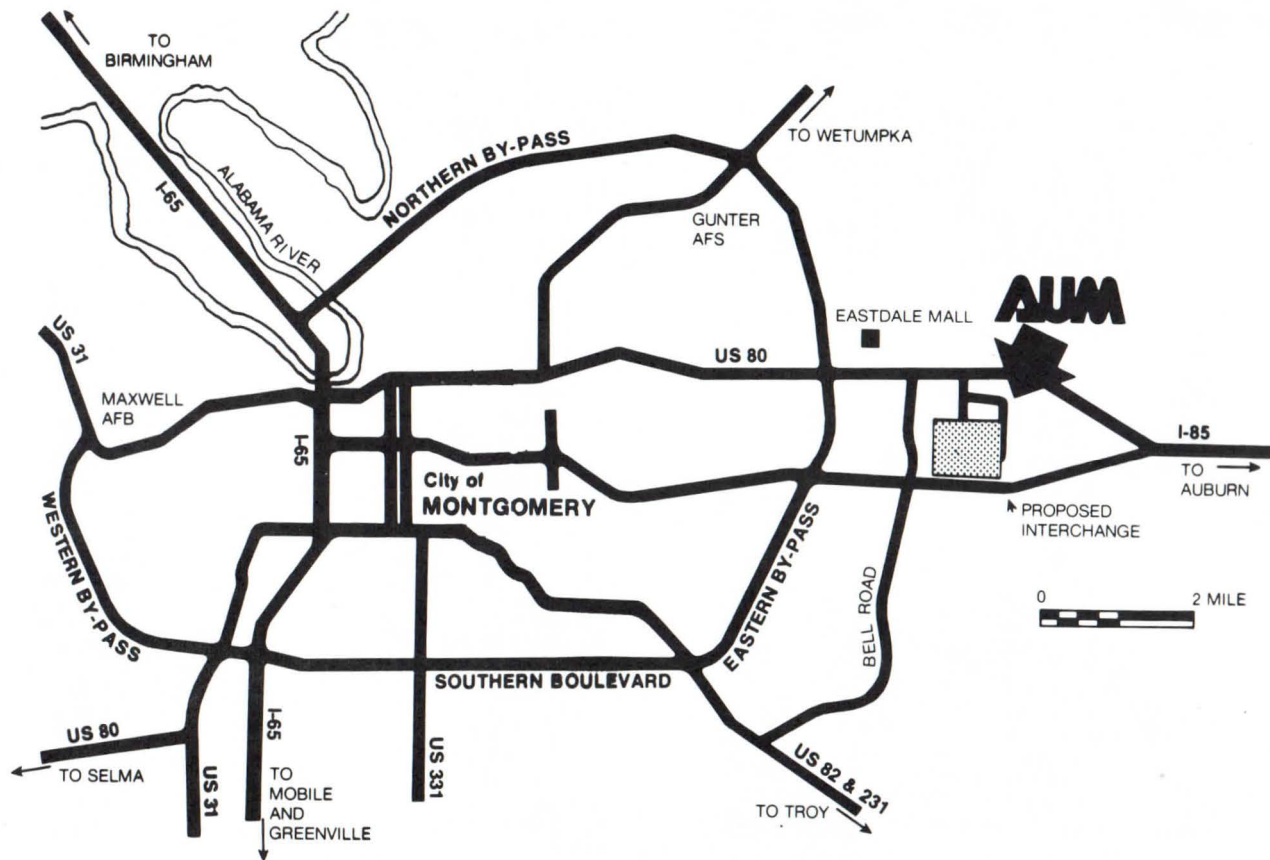 TO
BIRMINGHAM
I-65
ALABAMA RIVER
NORTHERN BY-PASS
TO WETUMPKA
GUNTER
AFS
AUM
EASTDALE MALL
US 31
US 80
MAXWELL
AFB
I-65
I-85
City of
MONTGOMERY
TO
AUBURN
PROPOSED
INTERCHANGE
WESTERN BY-PASS
EASTERN BY-PASS
BELL ROAD
0 2 MILE
SOUTHERN BOULEVARD
US 80
TO SELMA
US 31
I-65
TO
MOBILE
AND
GREENVILLE
US 331
US 82 & 231
TO TROY